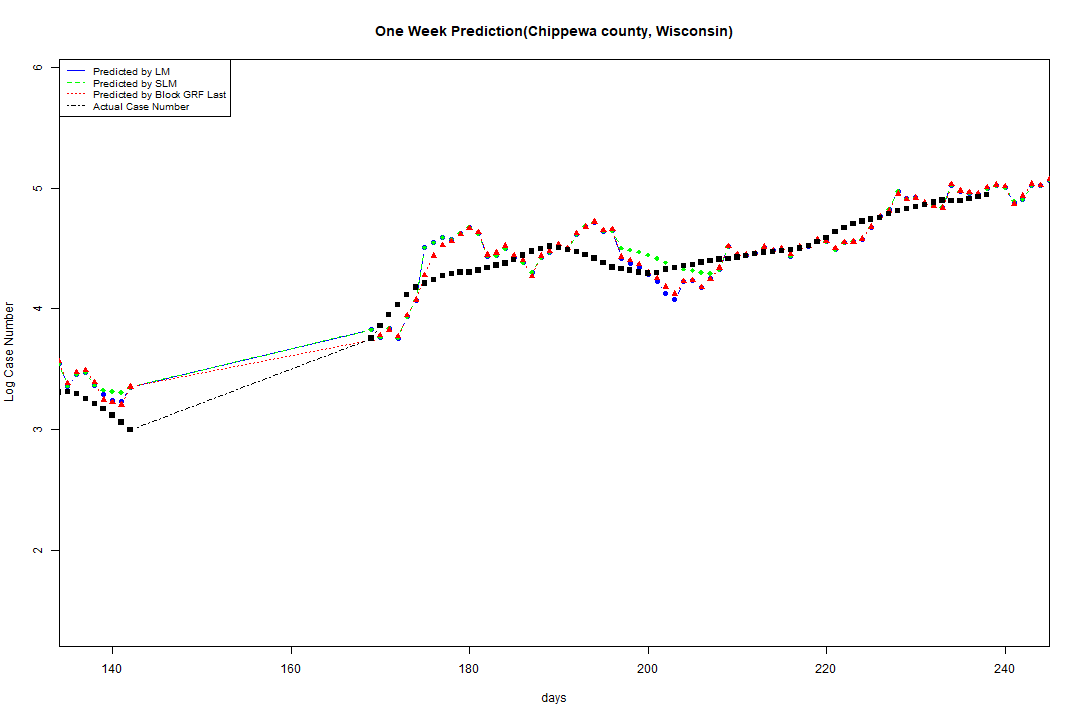 One Week Prediction(Chippewa county, Wisconsin)
Predicted by LM
Predicted by SLM
Predicted by Block GRF Last
Actual Case Number
6
5
4
3
2
Log Case Number
140 160 180 200 220 240
days